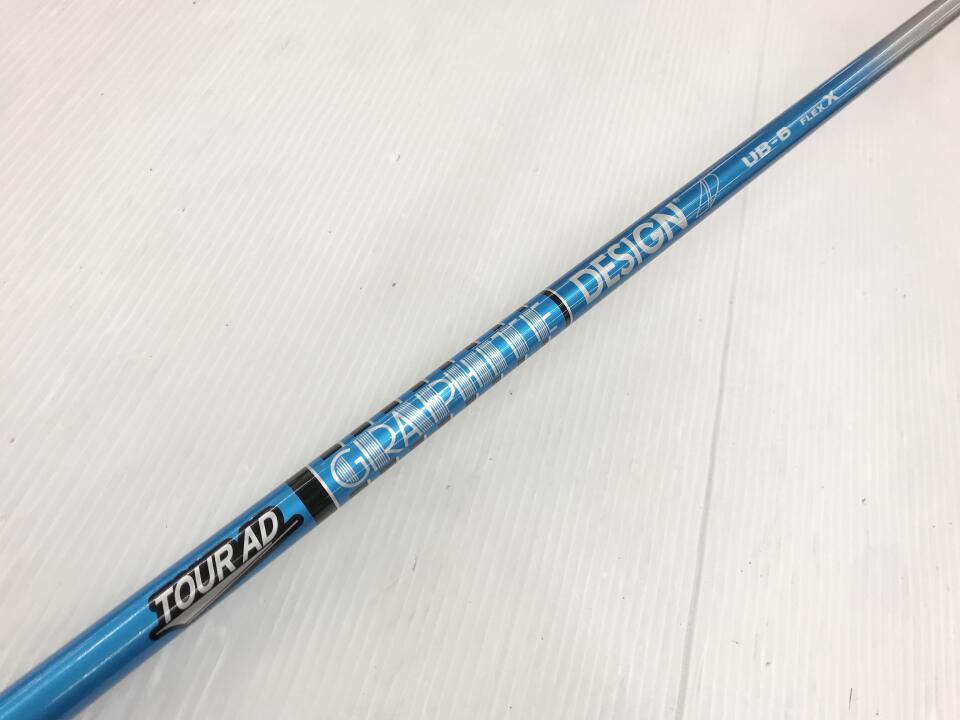 TOUR AD
GRAPHITE DESIGN®
UB-6 FLEX X